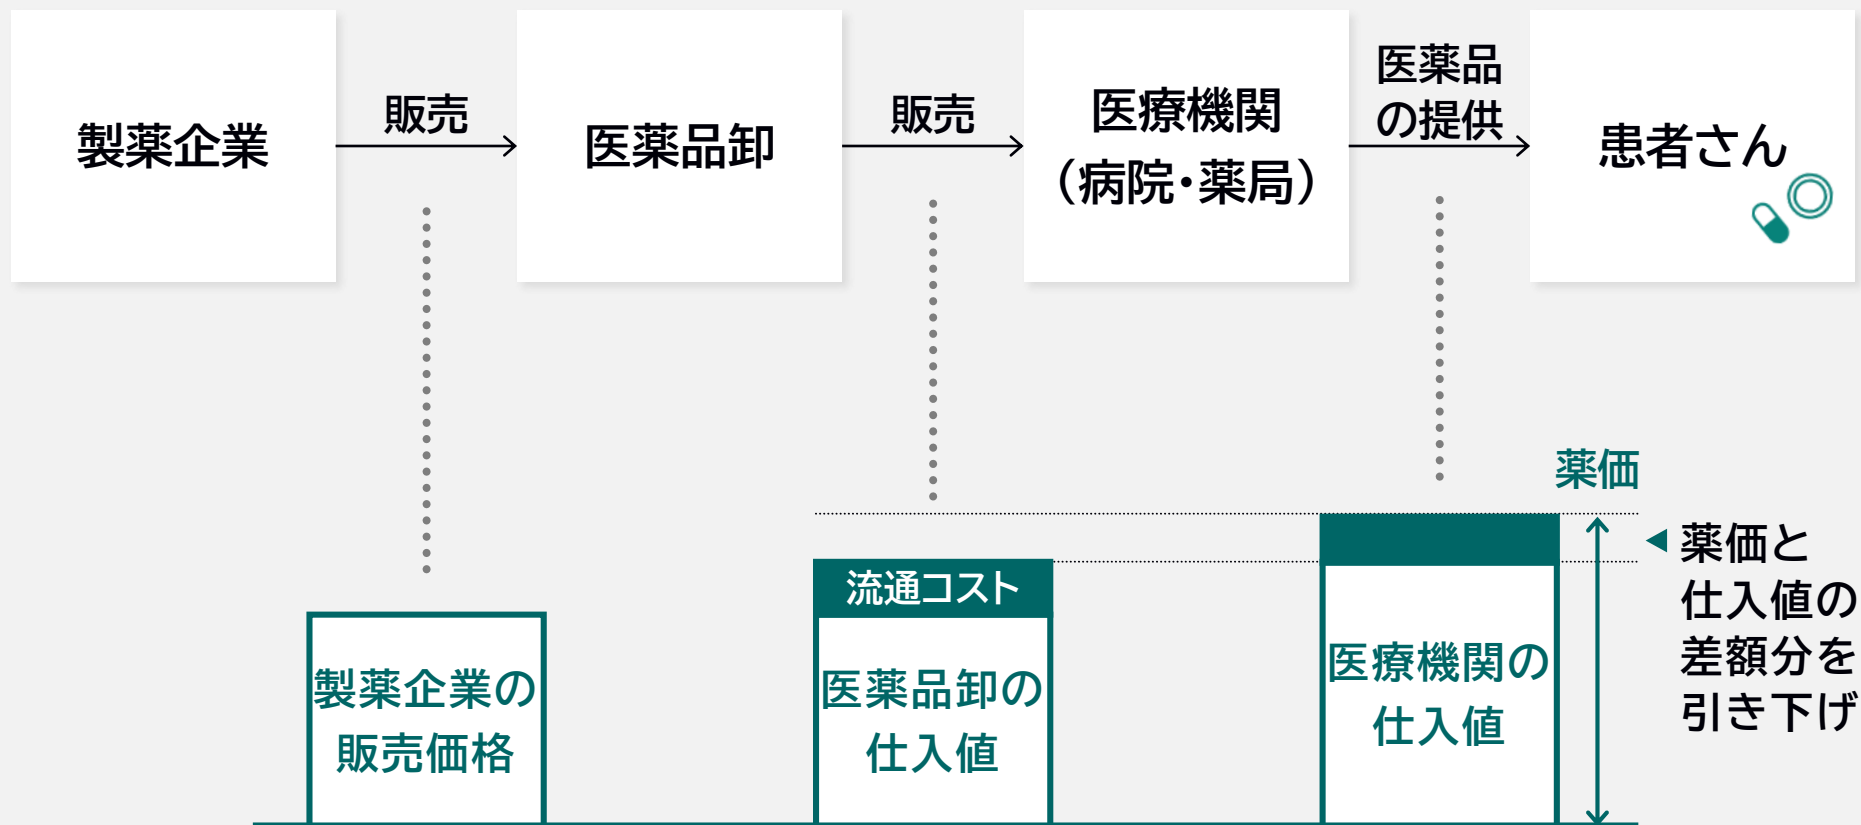 製薬企業
販売
医薬品卸
販売
医療機関
（病院・薬局）
医薬品
の提供
患者さん
薬価
薬価と
仕入値の
差額分を
引き下げ
製薬企業の
販売価格
流通コスト
医薬品卸の
仕入値
医療機関の
仕入値